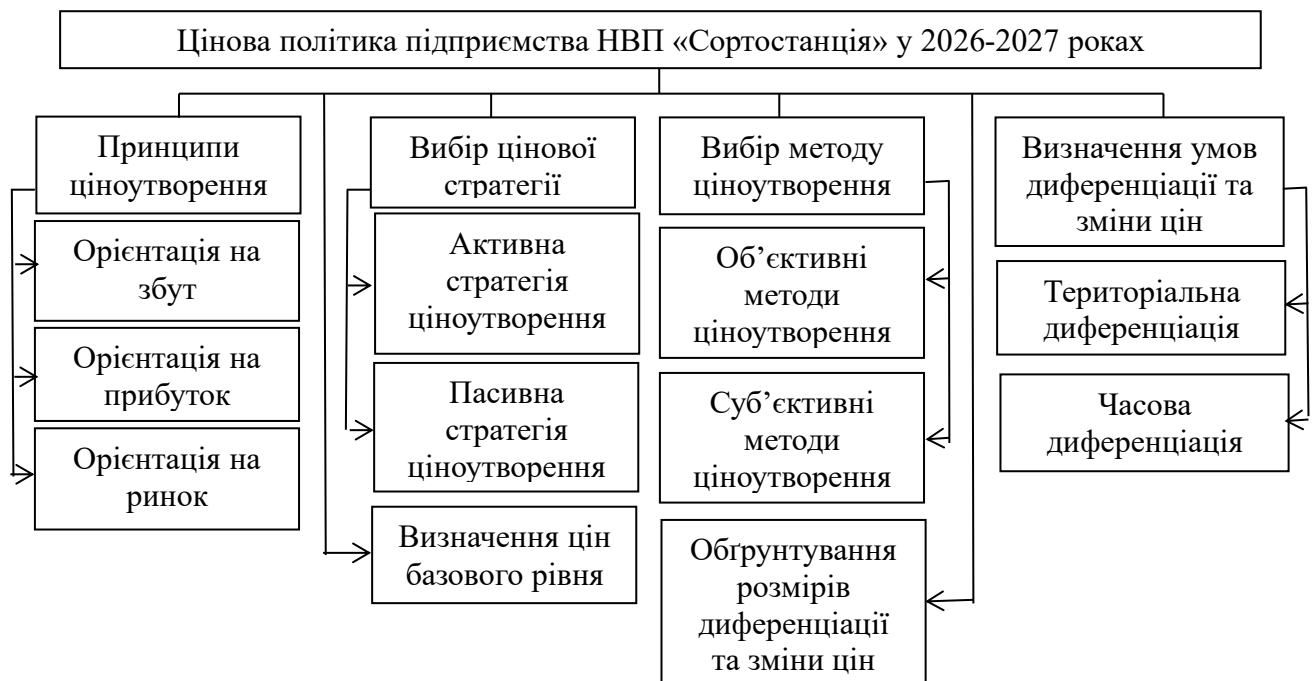 Цінова політика підприємства НВП «Сортостанція» у 2026-2027 роках
Принципи
ціноутворення
Орієнтація на
збут
Орієнтація на
прибуток
Орієнтація на
ринок
Вибір цінової
стратегії
Активна
стратегія
ціноутворення
Пасивна
стратегія
ціноутворення
Визначення цін
базового рівня
Вибір методу
ціноутворення
Об’єктивні
методи
ціноутворення
Суб’єктивні
методи
ціноутворення
Обґрунтування
розмірів
диференціації
та зміни цін
Визначення умов
диференціації та
зміни цін
Територіальна
диференціація
Часова
диференціація